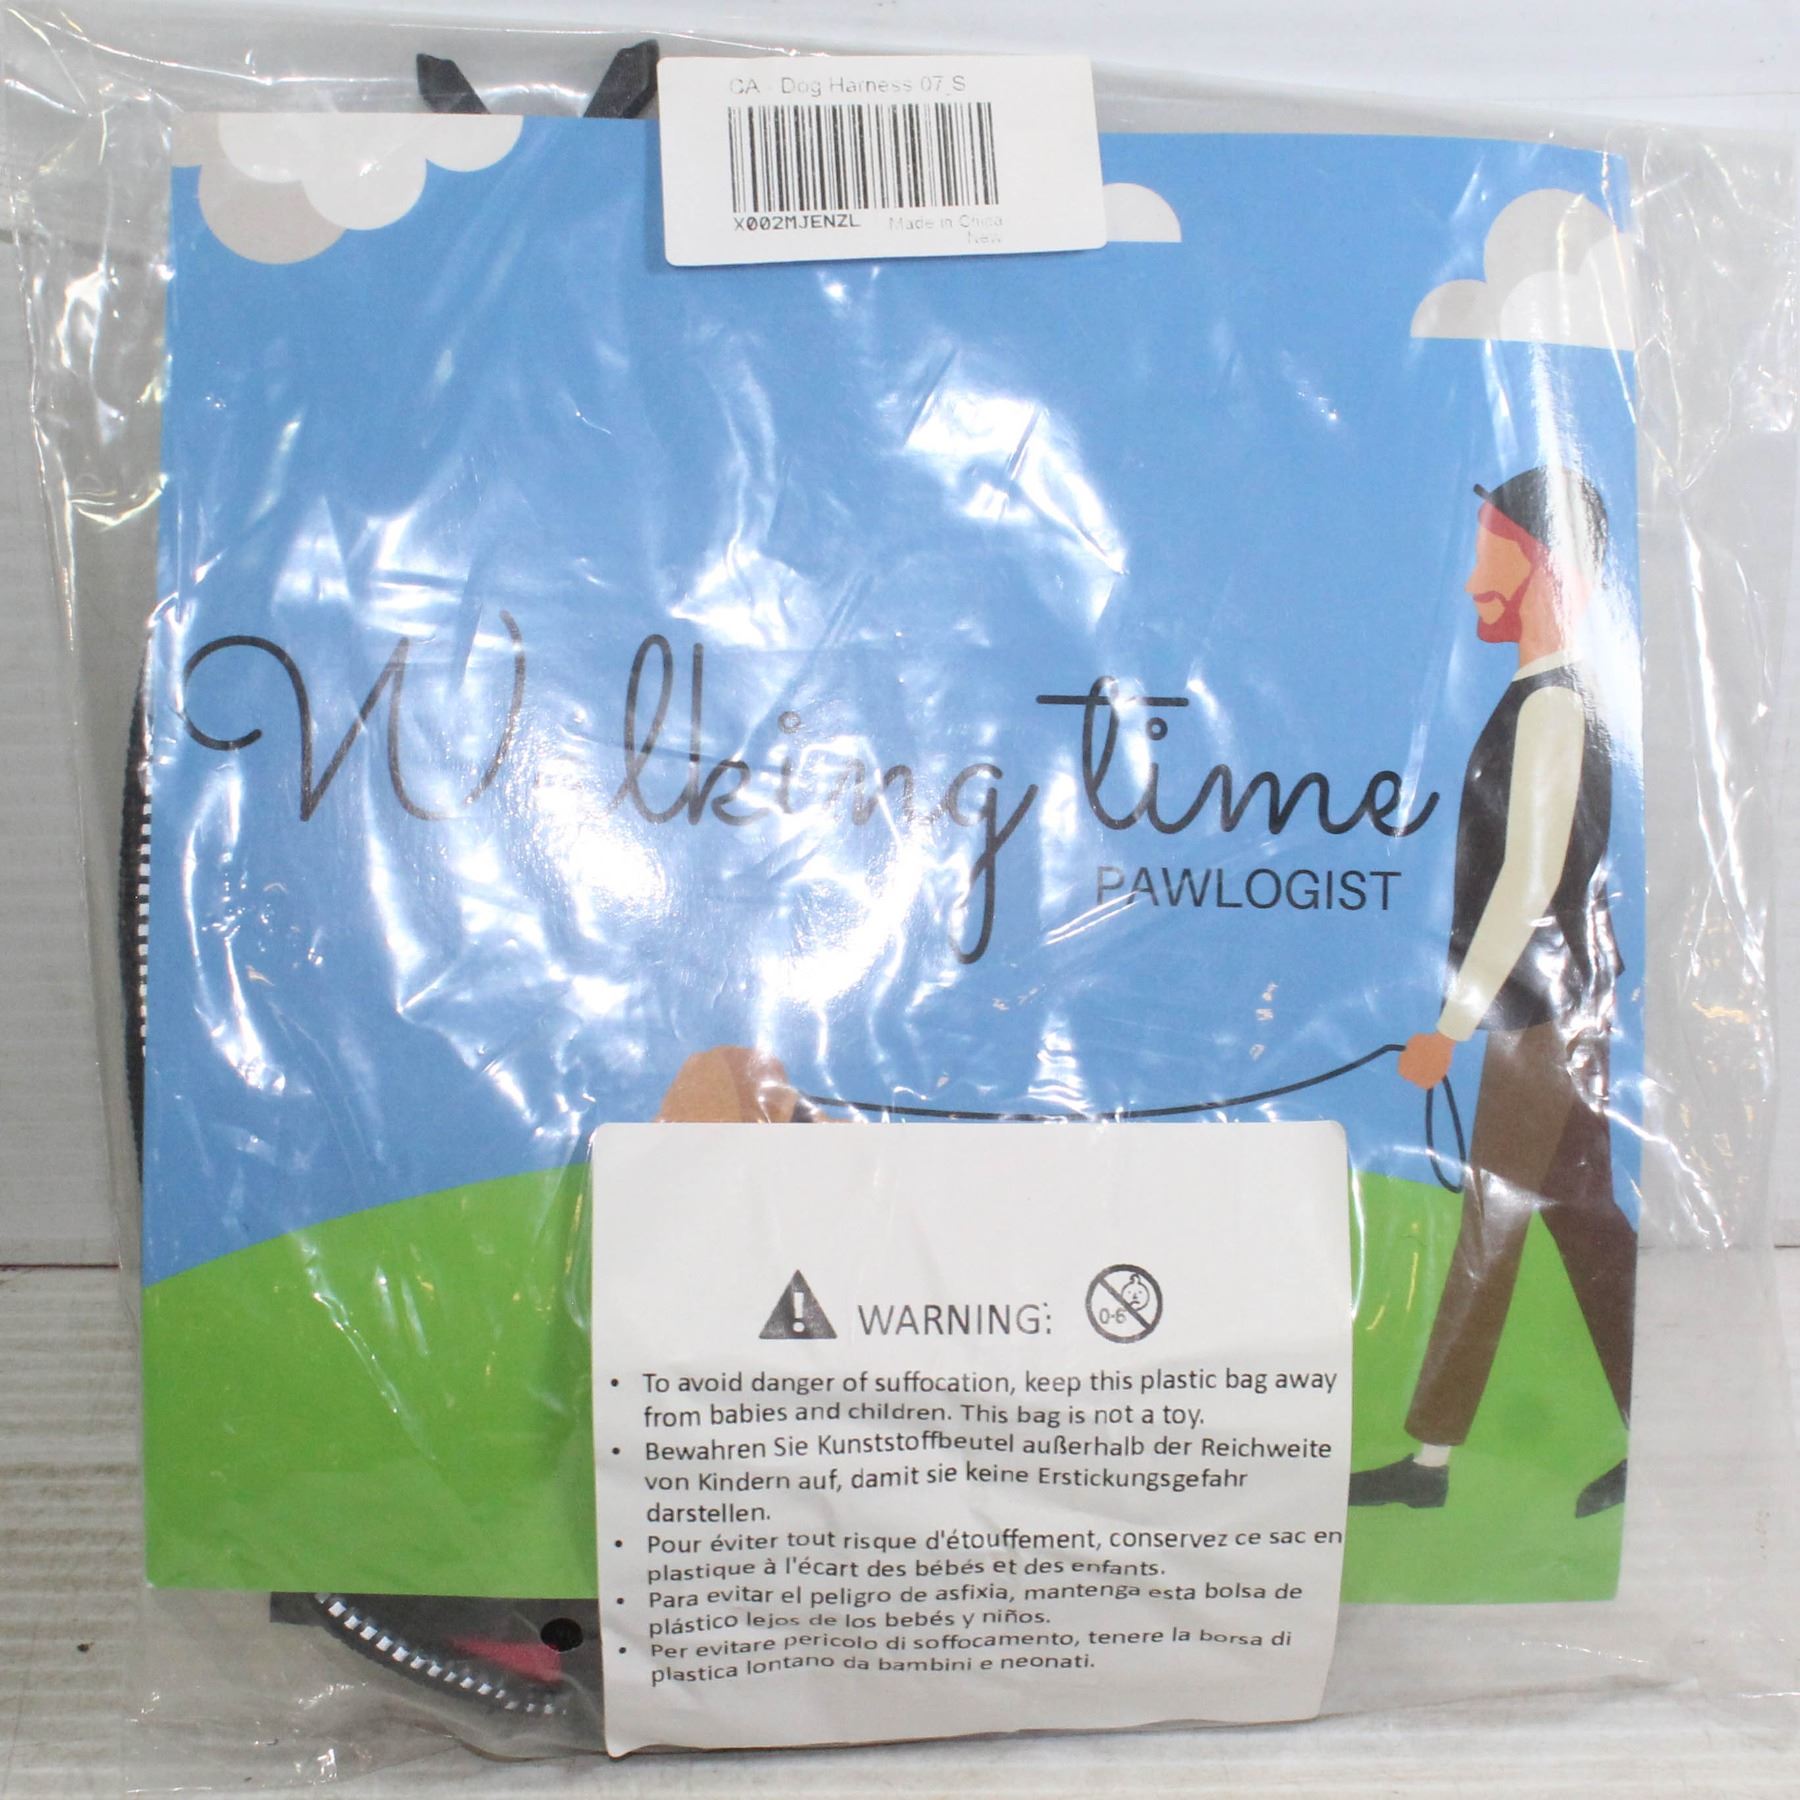 CA - Dog Harness 07_S
X002MJENZL Made in China
New
Walking time
PAWLOGIST
WARNING:
0-6
• To avoid danger of suffocation, keep this plastic bag away
from babies and children. This bag is not a toy.
• Bewahren Sie Kunststoffbeutel außerhalb der Reichweite
von Kindern auf, damit sie keine Erstickungsgefahr
darstellen.
• Pour éviter tout risque d'étouffement, conservez ce sac en
plastique à l'écart des bébés et des enfants.
• Para evitar el peligro de asfixia, mantenga esta bolsa de
plástico lejos de los bebés y niños.
• Per evitare pericolo di soffocamento, tenere la borsa di
plastica lontano da bambini e neonati.